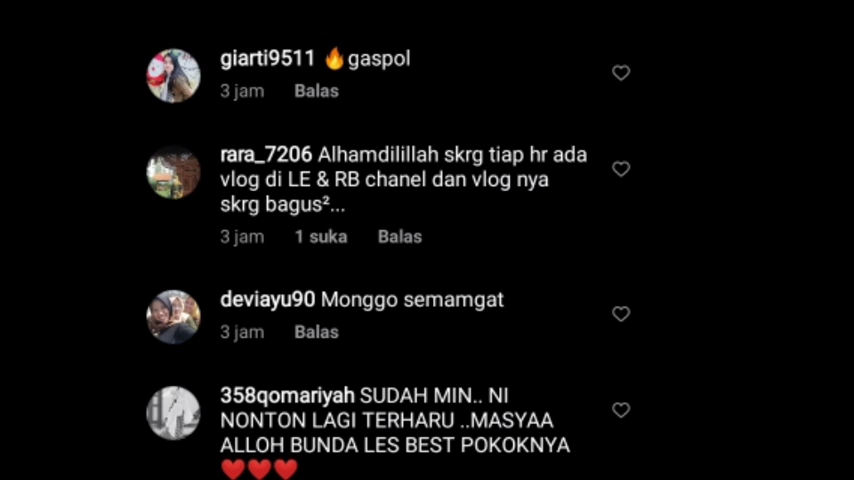 giarti9511 🔥gaspol
3 jam Balas
rara_7206 Alhamdilillah skrg tiap hr ada
vlog di LE & RB chanel dan vlog nya
skrg bagus²...
3 jam 1 suka Balas
deviayu90 Monggo semamgat
3 jam Balas
358qomariyah SUDAH MIN.. NI
NONTON LAGI TERHARU ..MASYAA
ALLOH BUNDA LES BEST POKOKNYA
❤️❤️❤️